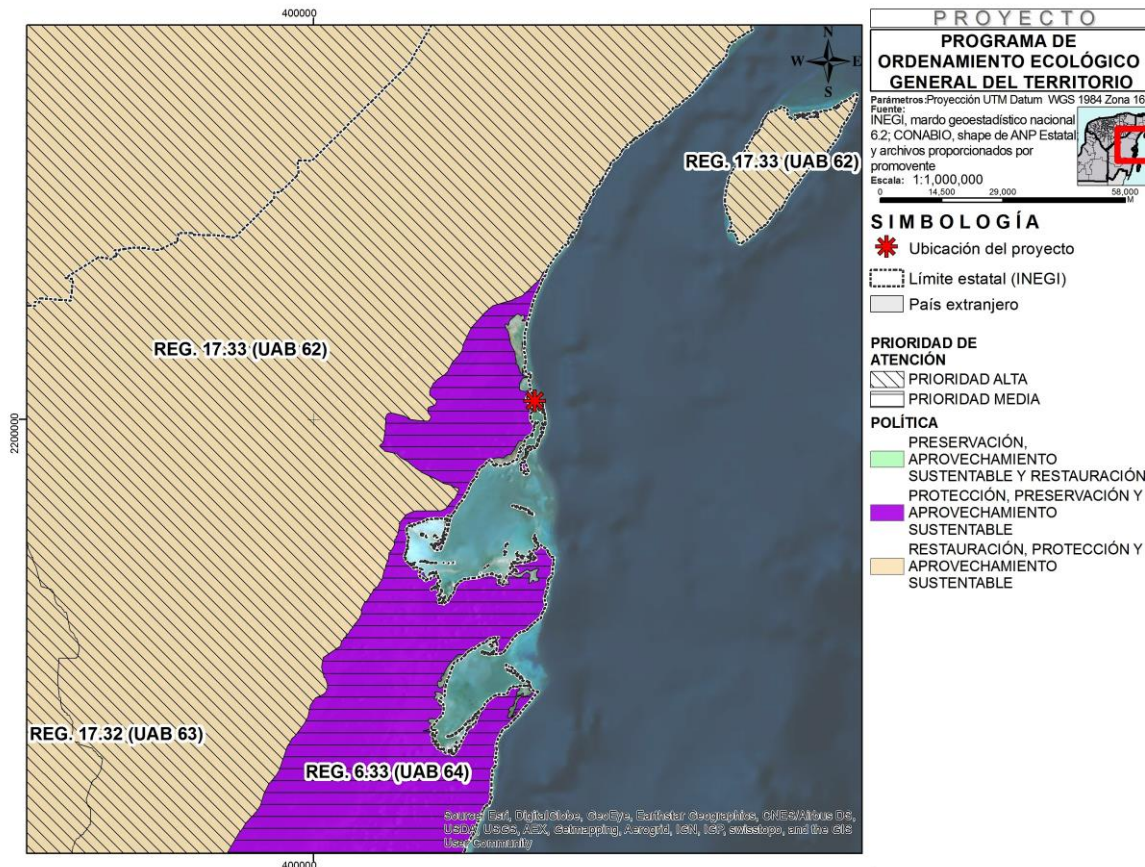 400000
2200000
N
W E
S
REG. 17.33 (UAB 62)
REG. 17.33 (UAB 62)
REG. 17.32 (UAB 63)
REG. 6.33 (UAB 64)
Source: Esri, DigitalGlobe, GeoEye, Earthstar Geographics, CNES/Airbus DS,
USDA, USGS, AEX, Getmapping, Aerogrid, IGN, IGP, swisstopo, and the GIS
User Community
400000
PROYECTO
PROGRAMA DE
ORDENAMIENTO ECOLÓGICO
GENERAL DEL TERRITORIO
Parámetros:Proyección UTM Datum WGS 1984 Zona 16
Fuente:
INEGI, mardo geoestadístico nacional
6.2; CONABIO, shape de ANP Estatal
y archivos proporcionados por
promovente
Escala: 1:1,000,000
0 14,500 29,000 58,000
M
SIMBOLOGÍA
Ubicación del proyecto
Límite estatal (INEGI)
País extranjero
PRIORIDAD DE
ATENCIÓN
PRIORIDAD ALTA
PRIORIDAD MEDIA
POLÍTICA
PRESERVACIÓN,
APROVECHAMIENTO
SUSTENTABLE Y RESTAURACIÓN
PROTECCIÓN, PRESERVACIÓN Y
APROVECHAMIENTO
SUSTENTABLE
RESTAURACIÓN, PROTECCIÓN Y
APROVECHAMIENTO
SUSTENTABLE